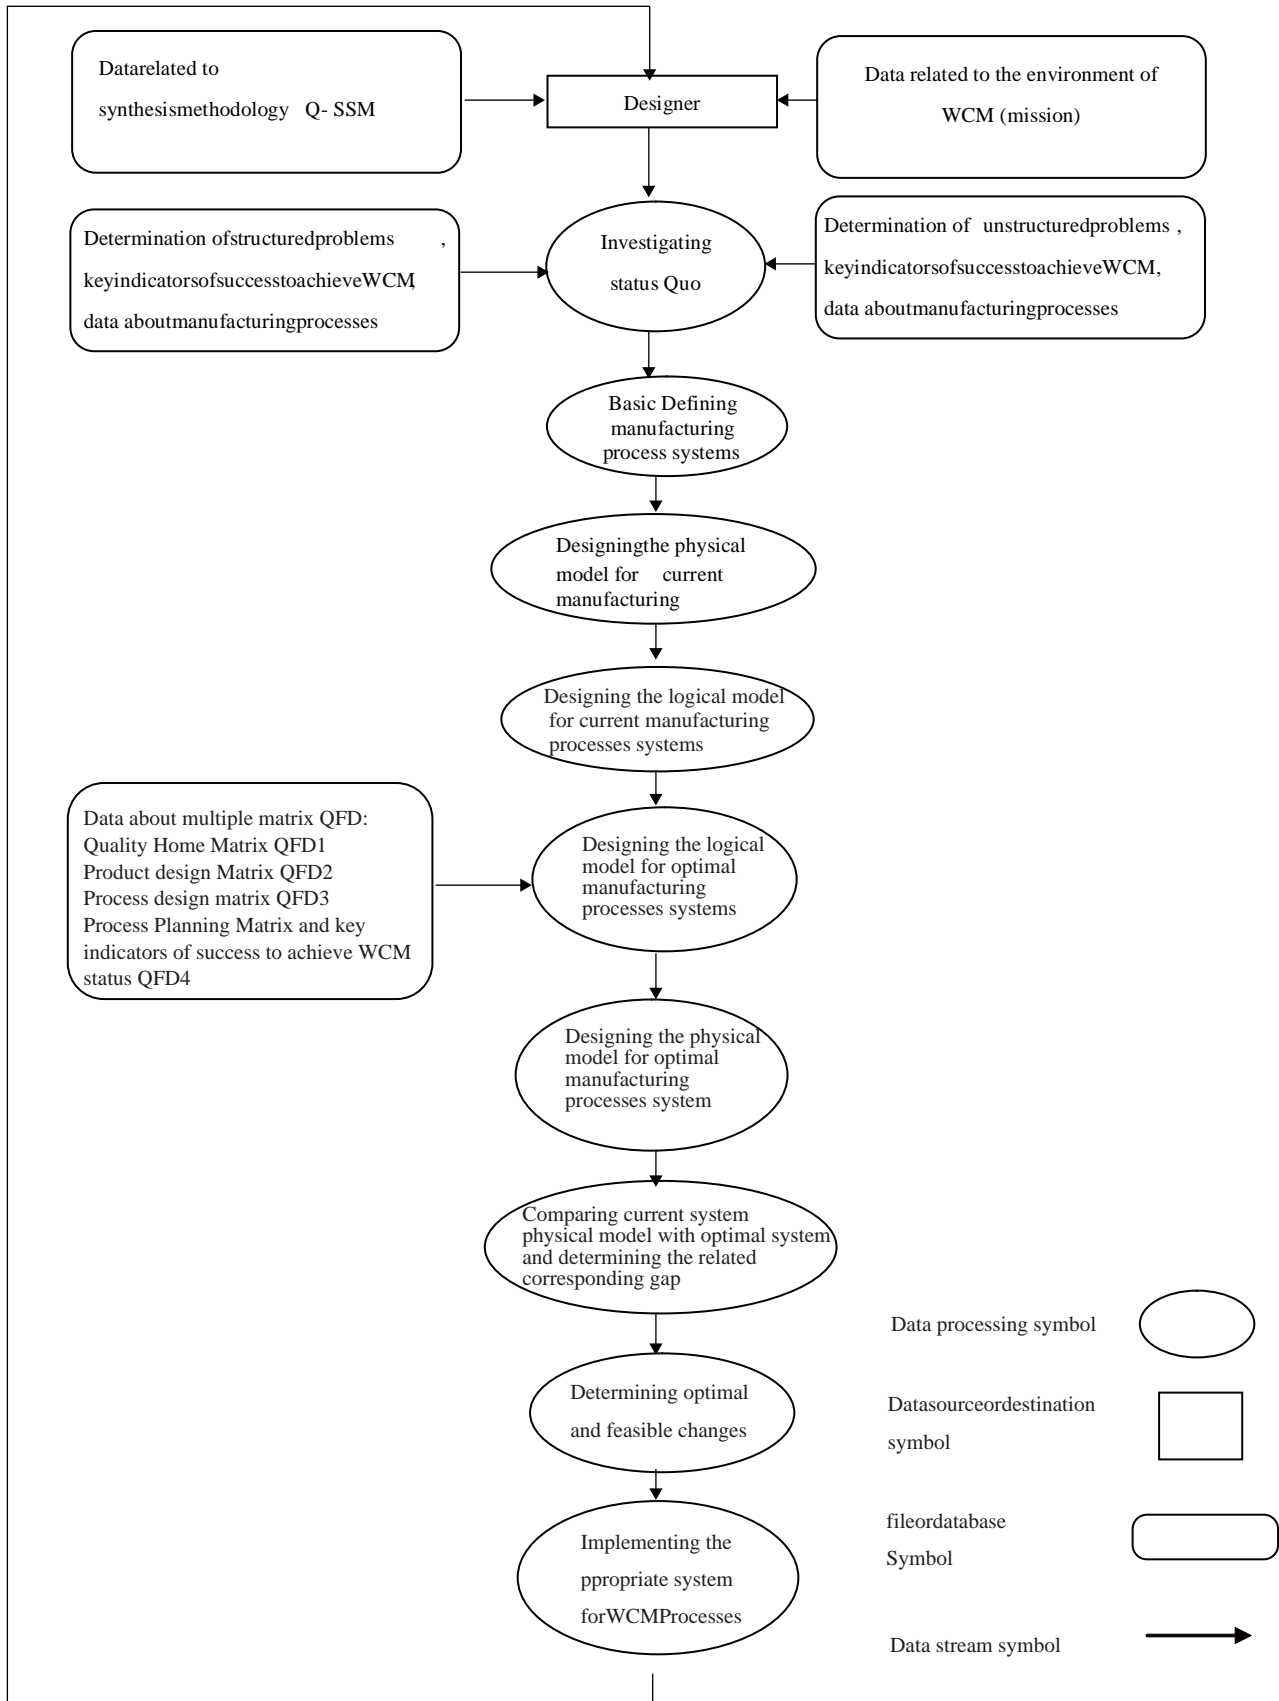 Datarelated to
synthesismethodology Q- SSM
Designer
Data related to the environment of
WCM (mission)
Determination ofstructuredproblems ,
keyindicatorsofsuccesstoachieveWCM,
data aboutmanufacturingprocesses
Investigating
status Quo
Determination of unstructuredproblems ,
keyindicatorsofsuccesstoachieveWCM,
data aboutmanufacturingprocesses
Basic Defining
manufacturing
process systems
Designingthe physical
model for current
manufacturing
Designing the logical model
for current manufacturing
processes systems
Data about multiple matrix QFD:
Quality Home Matrix QFD1
Product design Matrix QFD2
Process design matrix QFD3
Process Planning Matrix and key
indicators of success to achieve WCM
status QFD4
Designing the logical
model for optimal
manufacturing
processes systems
Designing the physical
model for optimal
manufacturing
processes system
Comparing current system
physical model with optimal system
and determining the related
corresponding gap
Determining optimal
and feasible changes
Implementing the
ppropriate system
forWCMProcesses
Data processing symbol
Datasourceordestination
symbol
fileordatabase
Symbol
Data stream symbol